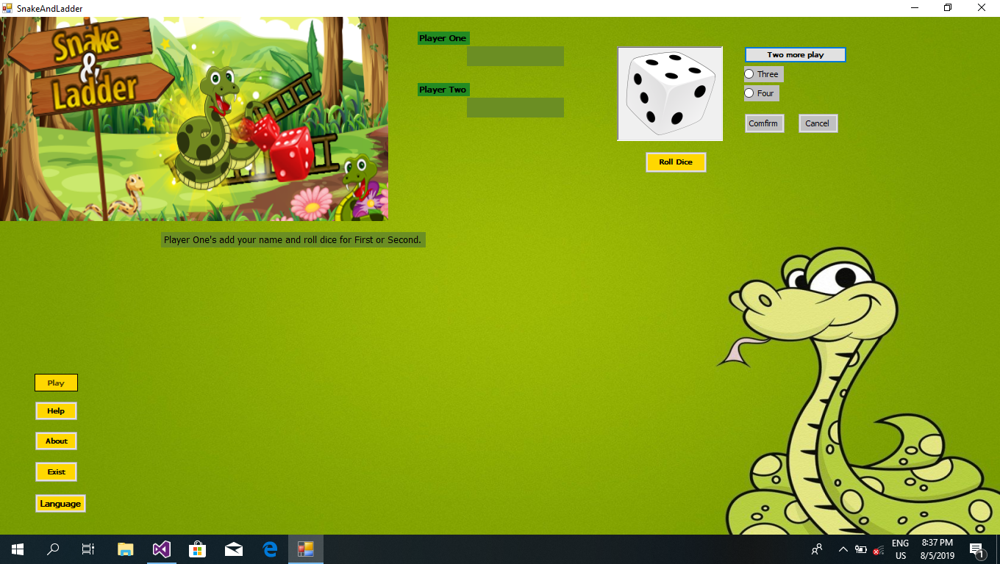 SnakeAndLadder
Snake
&
Ladder
Player One
Player Two
Two more play
Three
Four
Confirm Cancel
Roll Dice
Player One's add your name and roll dice for First or Second.
Play
Help
About
Exist
Language
ENG
US
8:37 PM
8/5/2019
1